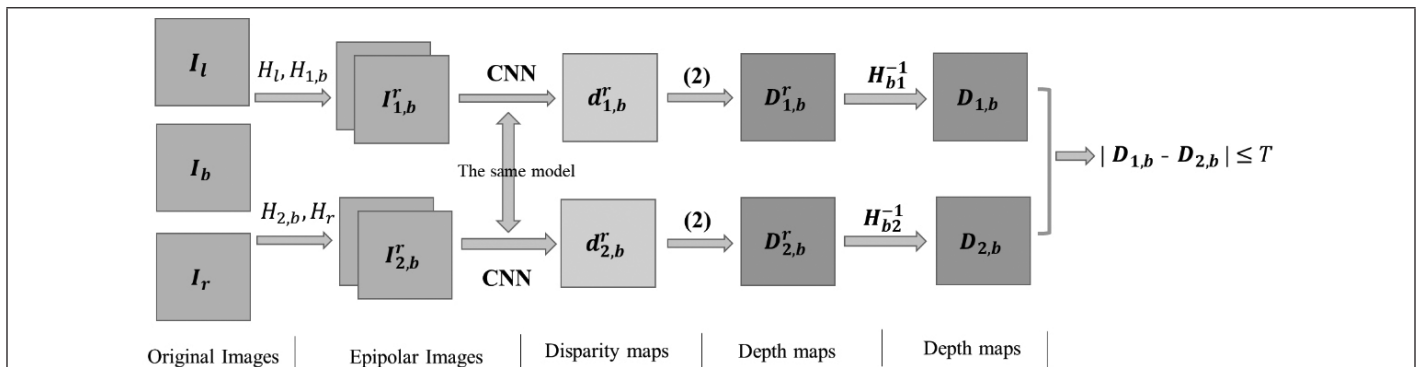 I_l
H_l, H_{1,b}
I^r_{1,b}
CNN
d^r_{1,b}
(2)
D^r_{1,b}
H^{-1}_{b1}
D_{1,b}
I_b
The same model
| D_{1,b} - D_{2,b} | ≤ T
I_r
H_{2,b}, H_r
I^r_{2,b}
CNN
d^r_{2,b}
(2)
D^r_{2,b}
H^{-1}_{b2}
D_{2,b}
Original Images
Epipolar Images
Disparity maps
Depth maps
Depth maps